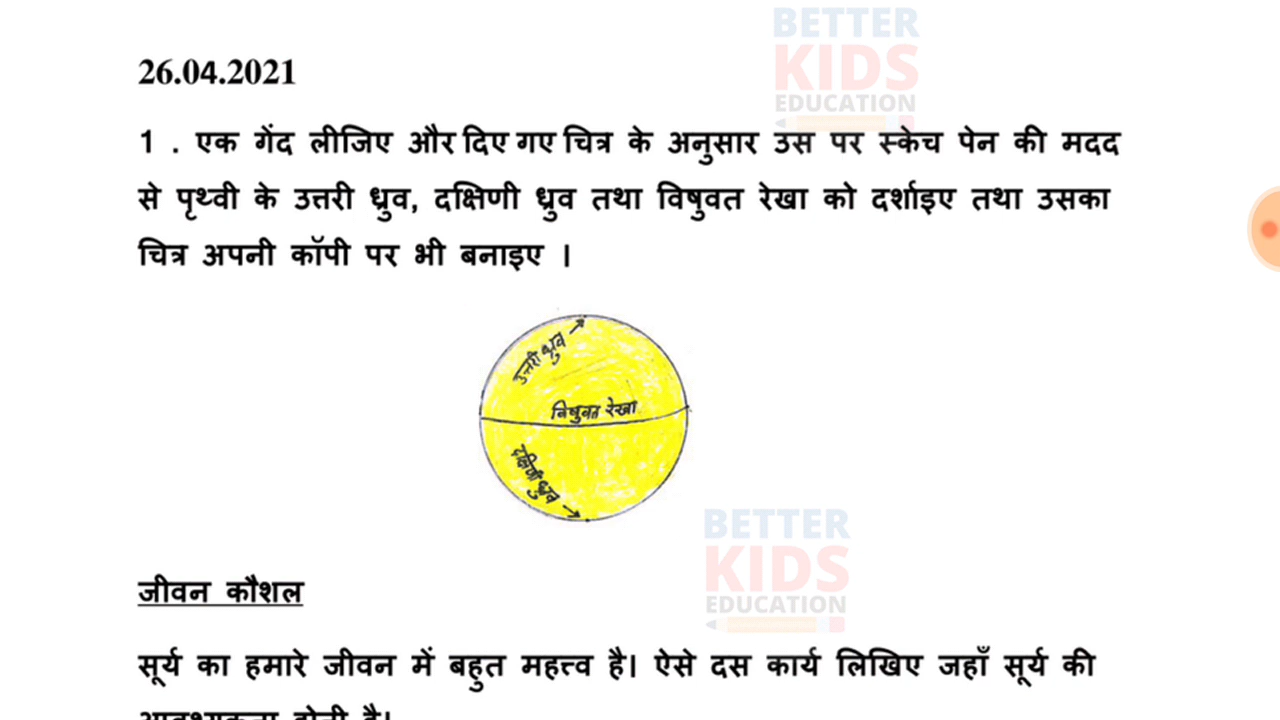 BETTER
KIDS
EDUCATION
26.04.2021
1 . एक गेंद लीजिए और दिए गए चित्र के अनुसार उस पर स्केच पेन की मदद
से पृथ्वी के उत्तरी ध्रुव, दक्षिणी ध्रुव तथा विषुवत रेखा को दर्शाइए तथा उसका
चित्र अपनी कॉपी पर भी बनाइए ।
उत्तरी ध्रुव
विषुवत रेखा
दक्षिणी ध्रुव
BETTER
KIDS
EDUCATION
जीवन कौशल
सूर्य का हमारे जीवन में बहुत महत्त्व है। ऐसे दस कार्य लिखिए जहाँ सूर्य की
आवश्यकता होती है।